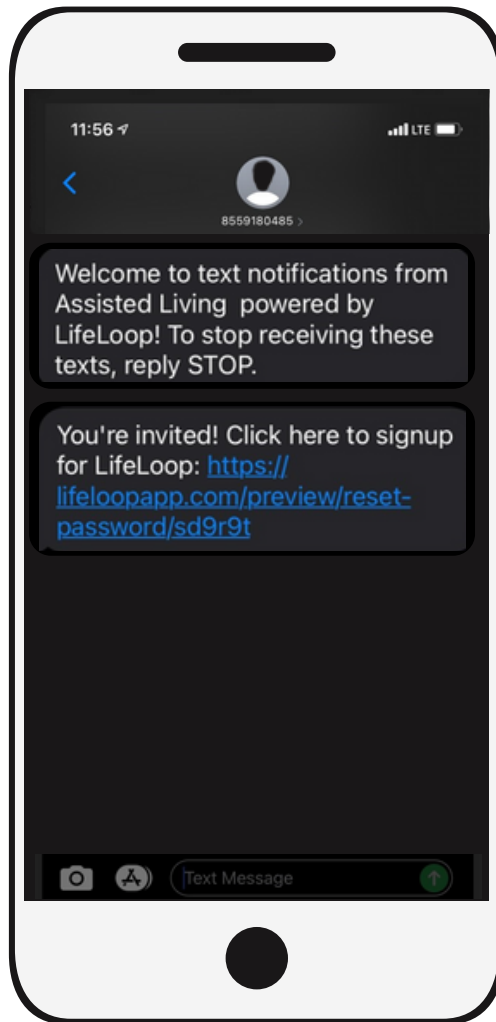 11:56
LTE
8559180485 >
Welcome to text notifications from
Assisted Living  powered by
LifeLoop! To stop receiving these
texts, reply STOP.
You're invited! Click here to signup
for LifeLoop: https://
lifeloopapp.com/preview/reset-
password/sd9r9t
Text Message